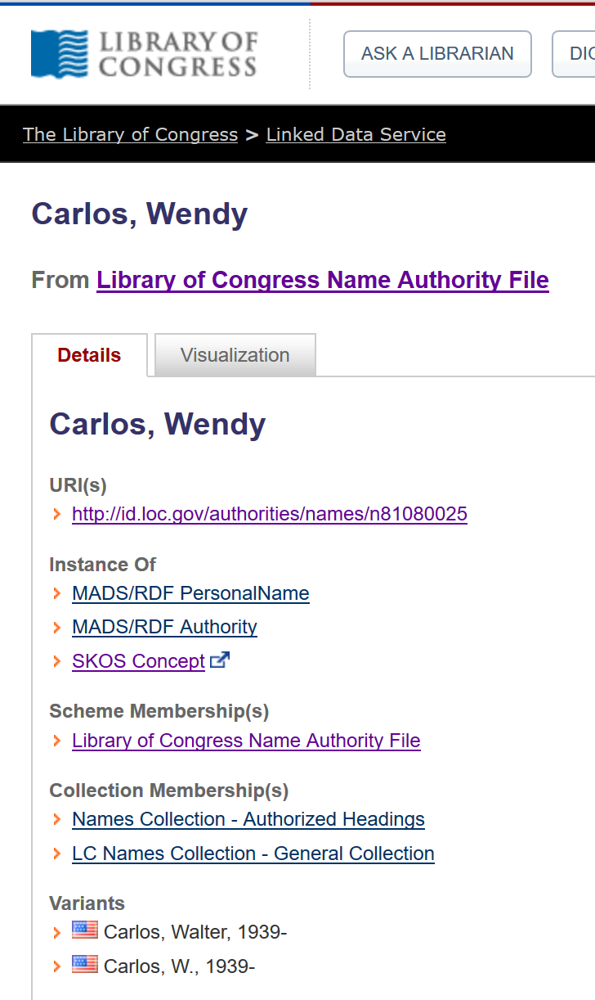 LIBRARY OF
CONGRESS
ASK A LIBRARIAN
The Library of Congress > Linked Data Service
Carlos, Wendy
From Library of Congress Name Authority File
Details
Visualization
Carlos, Wendy
URI(s)
http://id.loc.gov/authorities/names/n81080025
Instance Of
MADS/RDF PersonalName
MADS/RDF Authority
SKOS Concept
Scheme Membership(s)
Library of Congress Name Authority File
Collection Membership(s)
Names Collection - Authorized Headings
LC Names Collection - General Collection
Variants
Carlos, Walter, 1939-
Carlos, W., 1939-